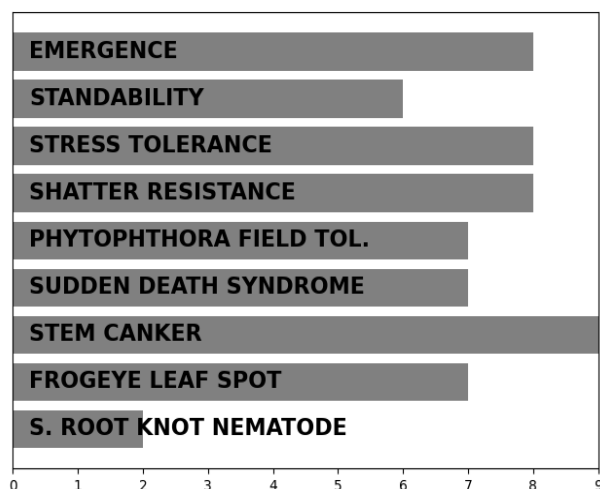 EMERGENCE
STANDABILITY
STRESS TOLERANCE
SHATTER RESISTANCE
PHYTOPHTHORA FIELD TOL.
SUDDEN DEATH SYNDROME
STEM CANKER
FROGEYE LEAF SPOT
S. ROOT KNOT NEMATODE
0 1 2 3 4 5 6 7 8 9